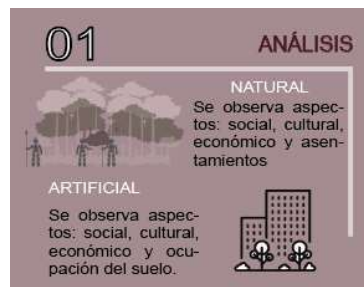 01
ANÁLISIS
NATURAL
Se observa aspec-
tos: social, cultural,
económico y asen-
tamientos
ARTIFICIAL
Se observa aspec-
tos: social, cultural,
económico y ocu-
pación del suelo.